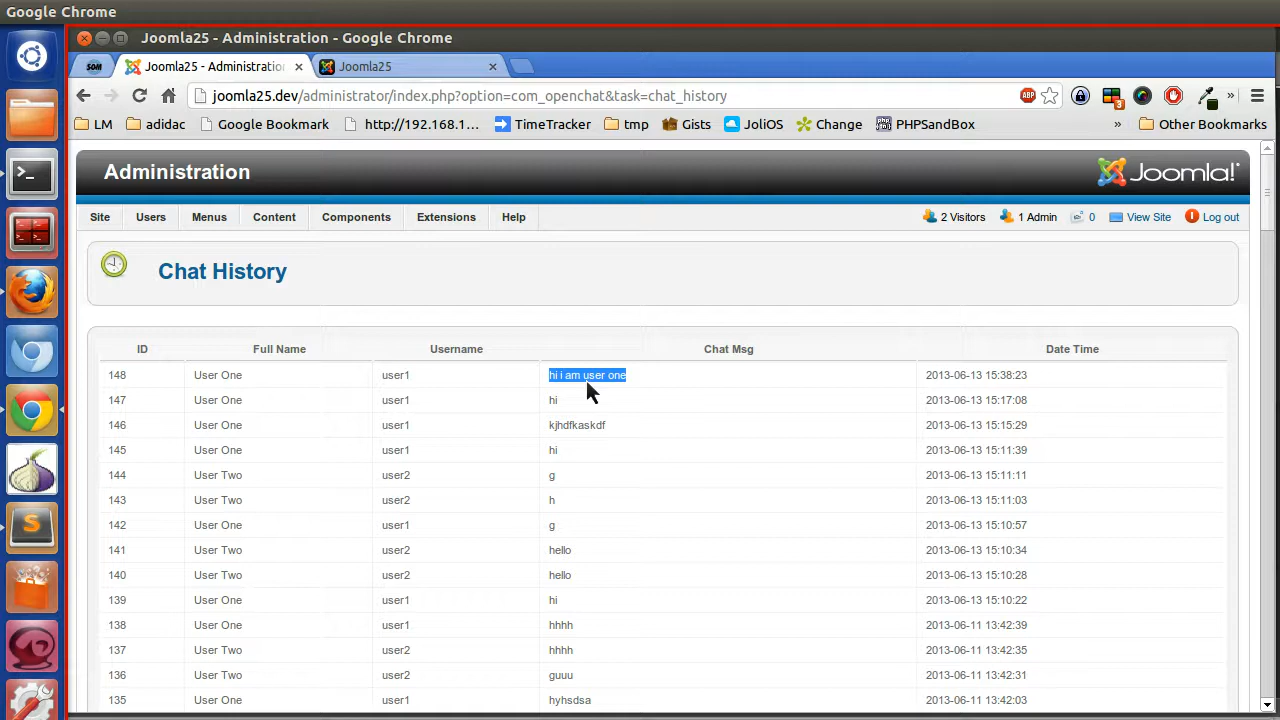 Google Chrome
Joomla25 - Administration - Google Chrome
SOM Joomla25 - Administratio Joomla25
joomla25.dev/administrator/index.php?option=com_openchat&task=chat_history ABP
LM adidac Google Bookmark http://192.168.1... TimeTracker tmp Gists JoliOS Change PHPSandBox » Other Bookmarks
Administration Joomla!
Site Users Menus Content Components Extensions Help 2 Visitors 1 Admin 0 View Site Log out
Chat History
ID Full Name Username Chat Msg Date Time
148 User One user1 hi i am user one 2013-06-13 15:38:23
147 User One user1 hi 2013-06-13 15:17:08
146 User One user1 kjhdfkaskdf 2013-06-13 15:15:29
145 User One user1 hi 2013-06-13 15:11:39
144 User Two user2 g 2013-06-13 15:11:11
143 User Two user2 h 2013-06-13 15:11:03
142 User One user1 g 2013-06-13 15:10:57
141 User Two user2 hello 2013-06-13 15:10:34
140 User Two user2 hello 2013-06-13 15:10:28
139 User One user1 hi 2013-06-13 15:10:22
138 User One user1 hhhh 2013-06-11 13:42:39
137 User Two user2 hhhh 2013-06-11 13:42:35
136 User Two user2 guuu 2013-06-11 13:42:31
135 User One user1 hyhsdsa 2013-06-11 13:42:03